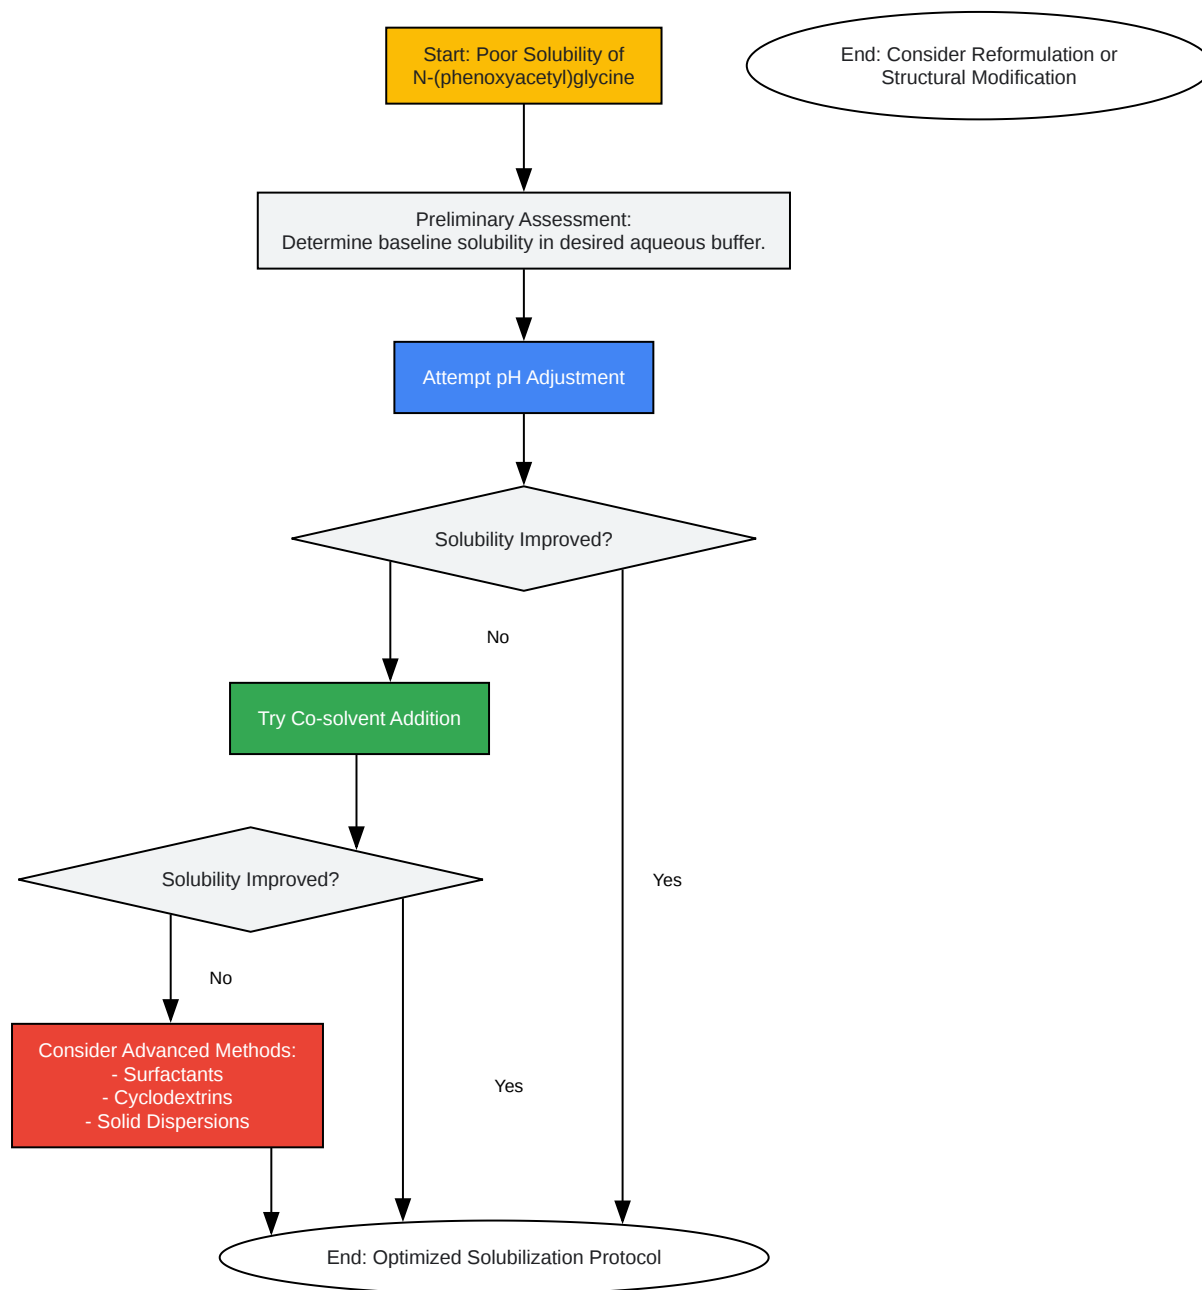 Start: Poor Solubility of
N-(phenoxyacetyl)glycine
End: Consider Reformulation or
Structural Modification
Preliminary Assessment:
Determine baseline solubility in desired aqueous buffer.
Attempt pH Adjustment
Solubility Improved?
No
Try Co-solvent Addition
Solubility Improved?
Yes
No
Consider Advanced Methods:
- Surfactants
- Cyclodextrins
- Solid Dispersions
Yes
End: Optimized Solubilization Protocol